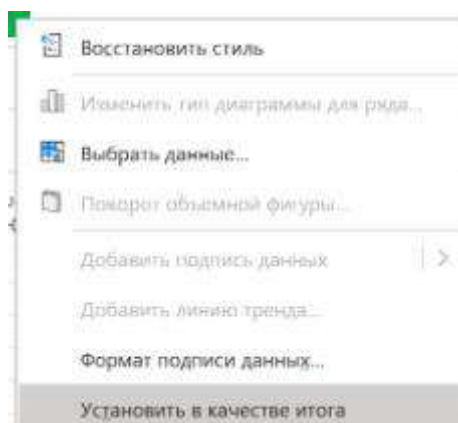 Восстановить стиль
Изменить тип диаграммы для ряда...
Выбрать данные...
Поворот объемной фигуры...
Добавить подпись данных
Добавить линию тренда...
Формат подписи данных...
Установить в качестве итога